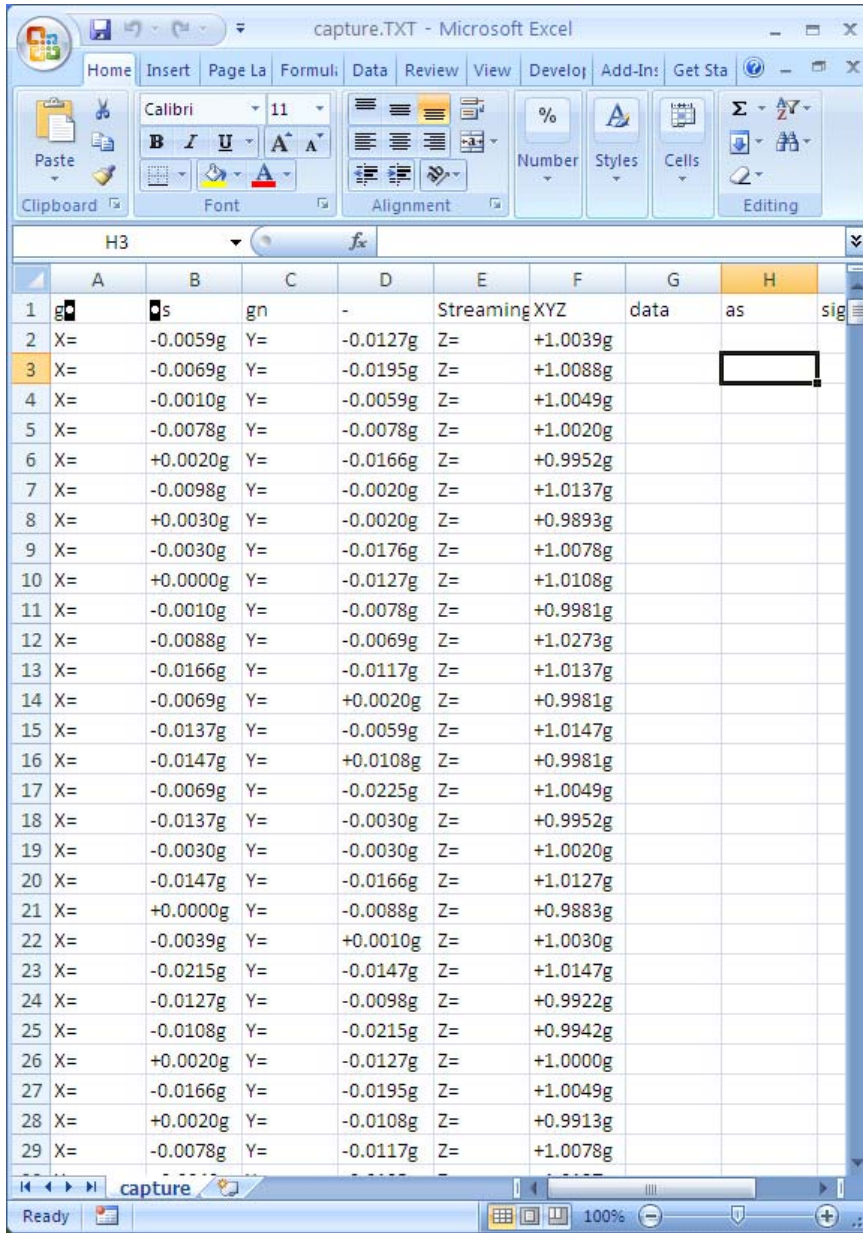 capture.TXT - Microsoft Excel
Home Insert Page La Formul Data Review View Develop Add-Ins Get Sta
Paste
Clipboard
Calibri 11
B I U A A
Font
Alignment
%
Number
Styles
Cells
Σ
Editing
H3 fx
A B C D E F G H
1 g s gn - Streaming XYZ data as sig
2 X= -0.0059g Y= -0.0127g Z= +1.0039g
3 X= -0.0069g Y= -0.0195g Z= +1.0088g
4 X= -0.0010g Y= -0.0059g Z= +1.0049g
5 X= -0.0078g Y= -0.0078g Z= +1.0020g
6 X= +0.0020g Y= -0.0166g Z= +0.9952g
7 X= -0.0098g Y= -0.0020g Z= +1.0137g
8 X= +0.0030g Y= -0.0020g Z= +0.9893g
9 X= -0.0030g Y= -0.0176g Z= +1.0078g
10 X= +0.0000g Y= -0.0127g Z= +1.0108g
11 X= -0.0010g Y= -0.0078g Z= +0.9981g
12 X= -0.0088g Y= -0.0069g Z= +1.0273g
13 X= -0.0166g Y= -0.0117g Z= +1.0137g
14 X= -0.0069g Y= +0.0020g Z= +0.9981g
15 X= -0.0137g Y= -0.0059g Z= +1.0147g
16 X= -0.0147g Y= +0.0108g Z= +0.9981g
17 X= -0.0069g Y= -0.0225g Z= +1.0049g
18 X= -0.0137g Y= -0.0030g Z= +0.9952g
19 X= -0.0030g Y= -0.0030g Z= +1.0020g
20 X= -0.0147g Y= -0.0166g Z= +1.0127g
21 X= +0.0000g Y= -0.0088g Z= +0.9883g
22 X= -0.0039g Y= +0.0010g Z= +1.0030g
23 X= -0.0215g Y= -0.0147g Z= +1.0147g
24 X= -0.0127g Y= -0.0098g Z= +0.9922g
25 X= -0.0108g Y= -0.0215g Z= +0.9942g
26 X= +0.0020g Y= -0.0127g Z= +1.0000g
27 X= -0.0166g Y= -0.0195g Z= +1.0049g
28 X= +0.0020g Y= -0.0108g Z= +0.9913g
29 X= -0.0078g Y= -0.0117g Z= +1.0078g
capture
Ready 100%